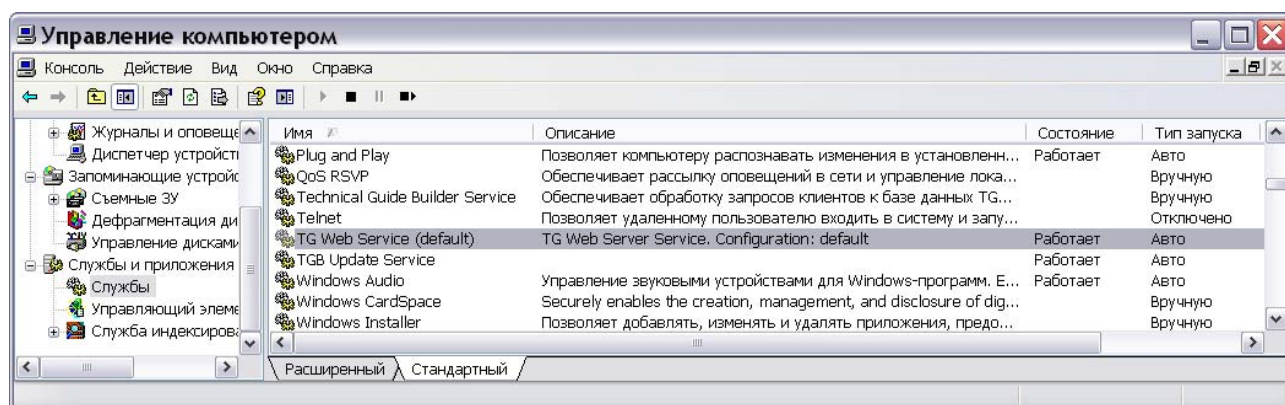 Управление компьютером
Консоль Действие Вид Окно Справка
Журналы и оповеще
Диспетчер устройст
Запоминающие устройс
Съемные ЗУ
Дефрагментация ди
Управление дисками
Службы и приложения
Службы
Управляющий элеме
Служба индексирова
Имя Описание Состояние Тип запуска
Plug and Play Позволяет компьютеру распознавать изменения в установленн... Работает Авто
QoS RSVP Обеспечивает рассылку оповещений в сети и управление лока... Вручную
Technical Guide Builder Service Обеспечивает обработку запросов клиентов к базе данных TG... Вручную
Telnet Позволяет удаленному пользователю входить в систему и запу... Отключено
TG Web Service (default) TG Web Server Service. Configuration: default Работает Авто
TGB Update Service Работает Авто
Windows Audio Управление звуковыми устройствами для Windows-программ. Е... Работает Авто
Windows CardSpace Securely enables the creation, management, and disclosure of dig... Вручную
Windows Installer Позволяет добавлять, изменять и удалять приложения, предо... Вручную
Расширенный Стандартный